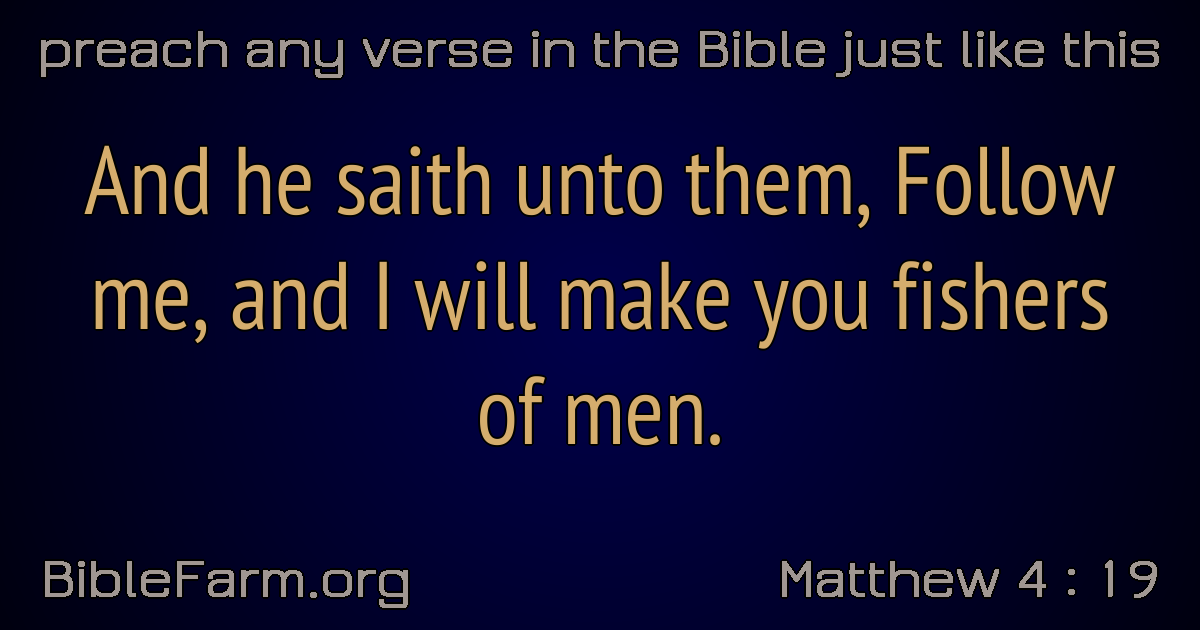 preach any verse in the Bible just like this
And he saith unto them, Follow
me, and I will make you fishers
of men.
BibleFarm.org
Matthew 4 : 19